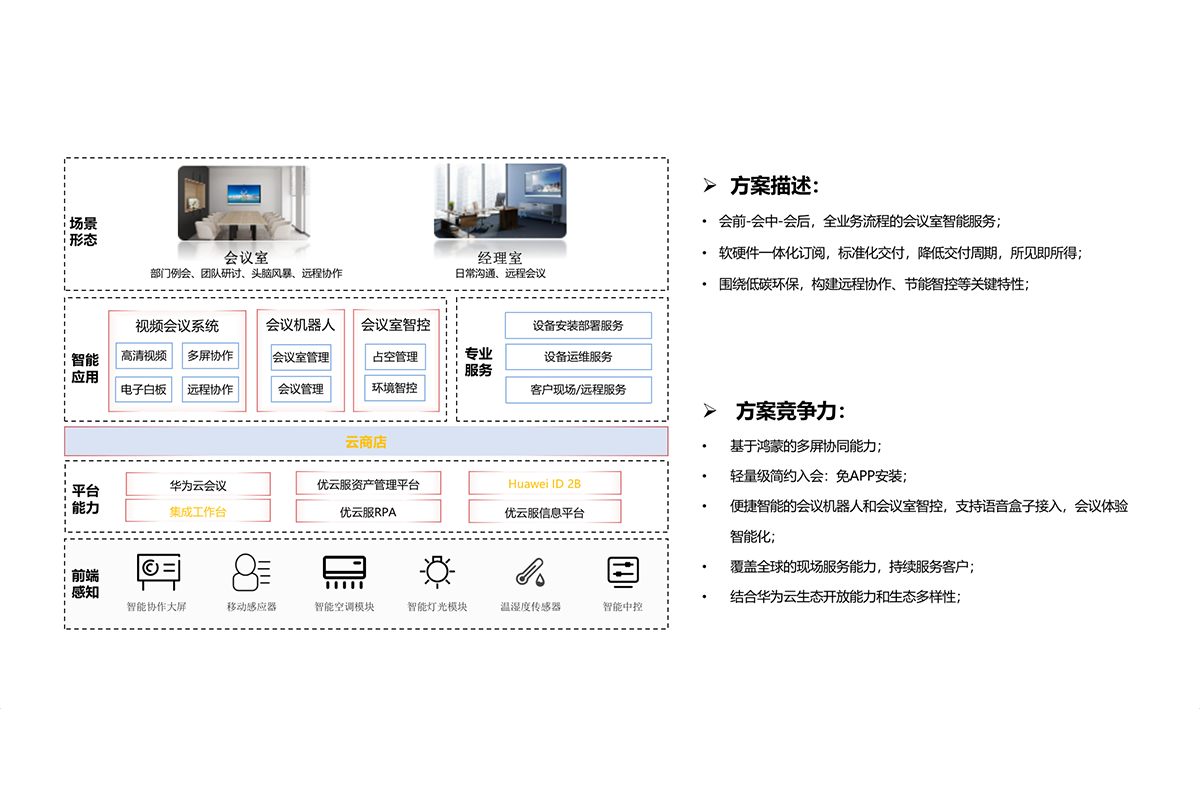 场景
形态
会议室
部门例会、团队研讨、头脑风暴、远程协作
经理室
日常沟通、远程会议
智能
应用
视频会议系统
高清视频
多屏协作
电子白板
远程协作
会议机器人
会议室管理
会议管理
会议室智控
占空管理
环境智控
专业
服务
设备安装部署服务
设备运维服务
客户现场/远程服务
云商店
平台
能力
华为云会议
优云服资产管理平台
Huawei ID 2B
集成工作台
优云服RPA
优云服信息平台
前端
感知
智能协作大屏
移动感应器
智能空调模块
智能灯光模块
温湿度传感器
智能中控
➢ 方案描述：
• 会前-会中-会后，全业务流程的会议室智能服务；
• 软硬件一体化订阅，标准化交付，降低交付周期，所见即所得；
• 围绕低碳环保，构建远程协作、节能智控等关键特性；
➢ 方案竞争力：
• 基于鸿蒙的多屏协同能力；
• 轻量级简约入会：免APP安装；
• 便捷智能的会议机器人和会议室智控，支持语音盒子接入，会议体验
智能化；
• 覆盖全球的现场服务能力，持续服务客户；
• 结合华为云生态开放能力和生态多样性；